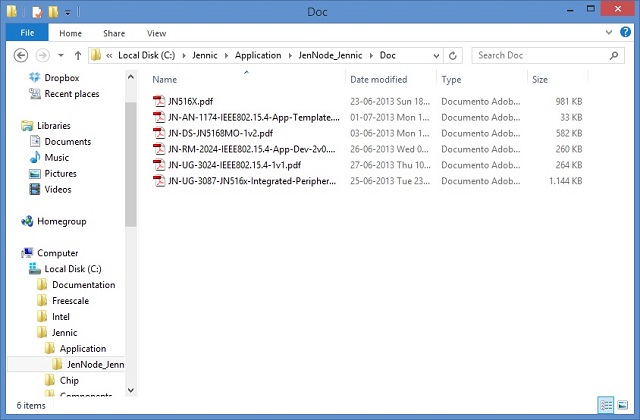 Doc
File Home Share View
« Local Disk (C:) Jennic Application JenNode_Jennic Doc Search Doc
Name Date modified Type Size
JN516X.pdf 23-06-2013 Sun 18... Documento Adob... 981 KB
JN-AN-1174-IEEE802.15.4-App-Template.... 01-07-2013 Mon 1... Documento Adob... 33 KB
JN-DS-JN5168MO-1v2.pdf 03-06-2013 Mon 1... Documento Adob... 582 KB
JN-RM-2024-IEEE802.15.4-App-Dev-2v0.... 26-06-2013 Wed 0... Documento Adob... 260 KB
JN-UG-3024-IEEE802.15.4-1v1.pdf 27-06-2013 Thu 10... Documento Adob... 264 KB
JN-UG-3087-JN516x-Integrated-Peripher... 25-06-2013 Tue 23... Documento Adob... 1.144 KB
Dropbox
Recent places
Libraries
Documents
Music
Pictures
Videos
Homegroup
Computer
Local Disk (C:)
Documentation
Freescale
Intel
Jennic
Application
JenNode_Jenn
Chip
Components
6 items